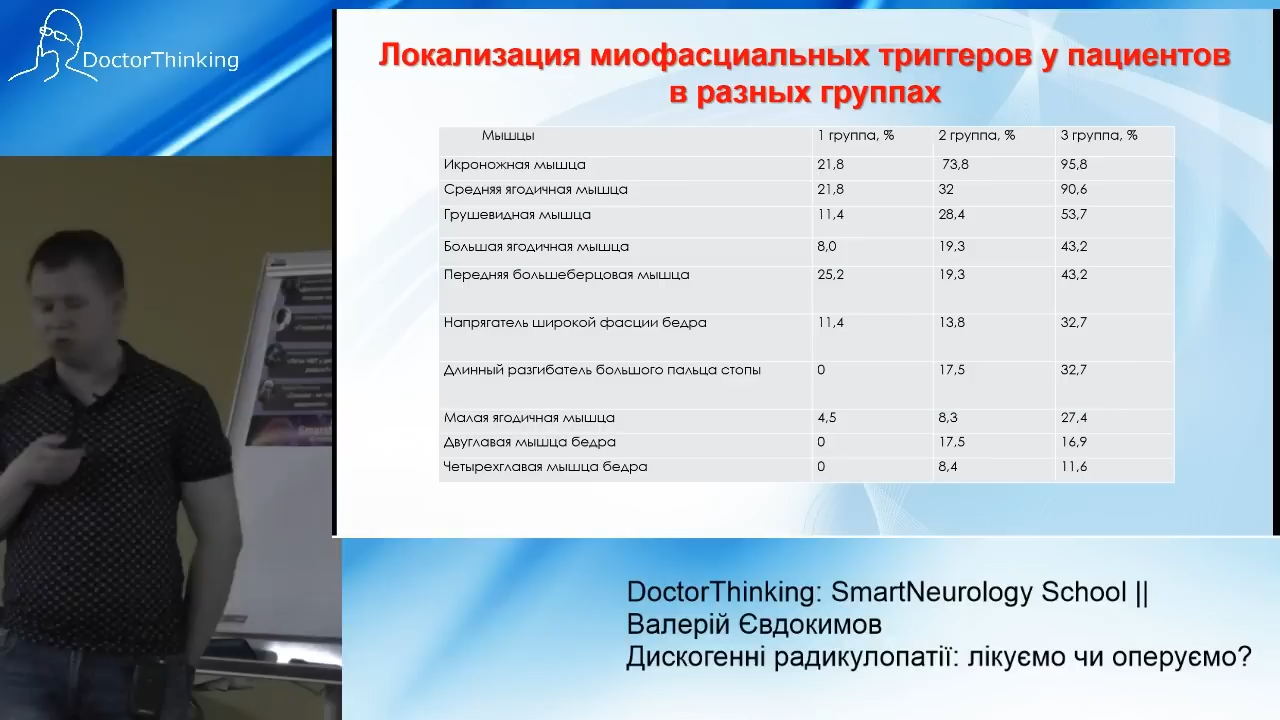 DoctorThinking
Локализация миофасциальных триггеров у пациентов
в разных группах
Мышцы 1 группа, % 2 группа, % 3 группа, %
Икроножная мышца 21,8 73,8 95,8
Средняя ягодичная мышца 21,8 32 90,6
Грушевидная мышца 11,4 28,4 53,7
Большая ягодичная мышца 8,0 19,3 43,2
Передняя большеберцовая мышца 25,2 19,3 43,2
Напрягатель широкой фасции бедра 11,4 13,8 32,7
Длинный разгибатель большого пальца стопы 0 17,5 32,7
Малая ягодичная мышца 4,5 8,3 27,4
Двуглавая мышца бедра 0 17,5 16,9
Четырехглавая мышца бедра 0 8,4 11,6
DoctorThinking: SmartNeurology School ||
Валерій Євдокимов
Дискогенні радикулопатії: лікуємо чи оперуємо?